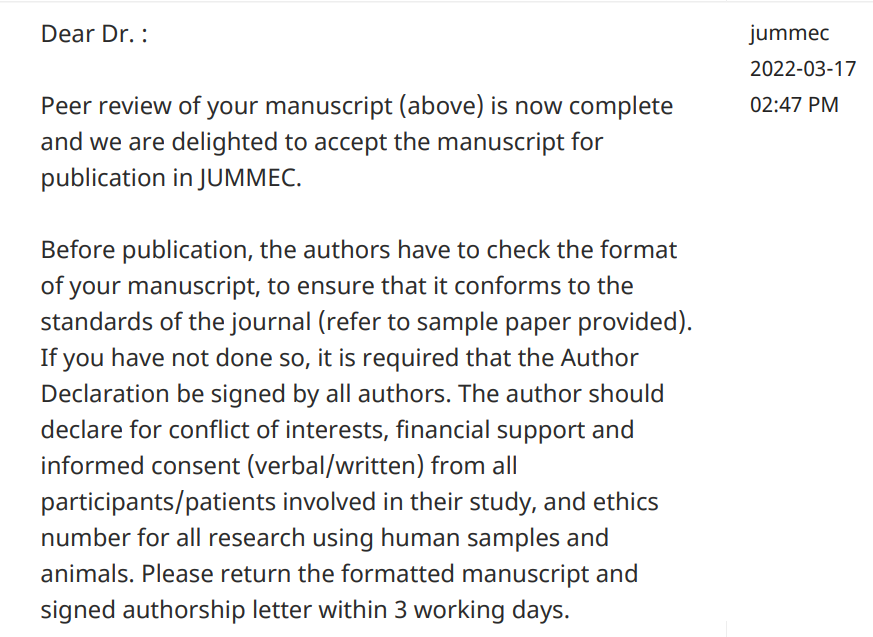 Dear Dr. :
jummec
2022-03-17
02:47 PM
Peer review of your manuscript (above) is now complete
and we are delighted to accept the manuscript for
publication in JUMMEC.
Before publication, the authors have to check the format
of your manuscript, to ensure that it conforms to the
standards of the journal (refer to sample paper provided).
If you have not done so, it is required that the Author
Declaration be signed by all authors. The author should
declare for conflict of interests, financial support and
informed consent (verbal/written) from all
participants/patients involved in their study, and ethics
number for all research using human samples and
animals. Please return the formatted manuscript and
signed authorship letter within 3 working days.